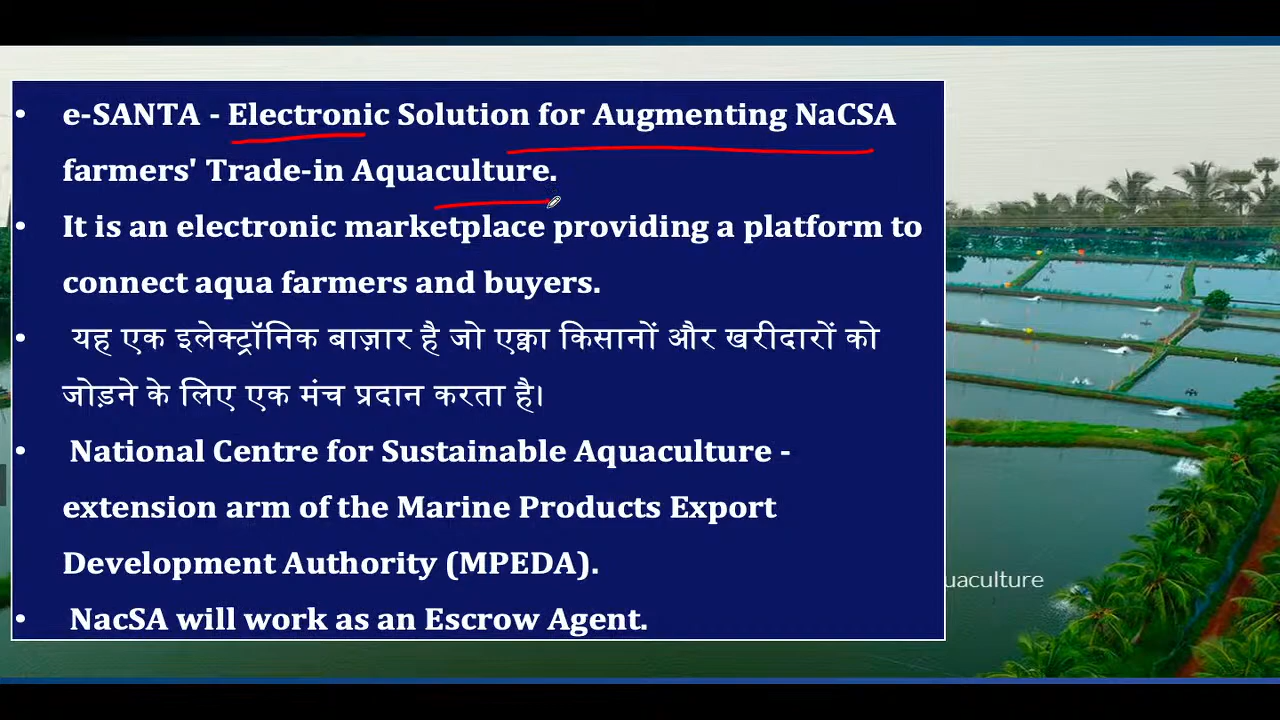 • e-SANTA - Electronic Solution for Augmenting NaCSA
farmers' Trade-in Aquaculture.
• It is an electronic marketplace providing a platform to
connect aqua farmers and buyers.
• यह एक इलेक्ट्रॉनिक बाज़ार है जो एक्वा किसानों और खरीदारों को
जोड़ने के लिए एक मंच प्रदान करता है।
• National Centre for Sustainable Aquaculture -
extension arm of the Marine Products Export
Development Authority (MPEDA).
uaculture
• NacSA will work as an Escrow Agent.